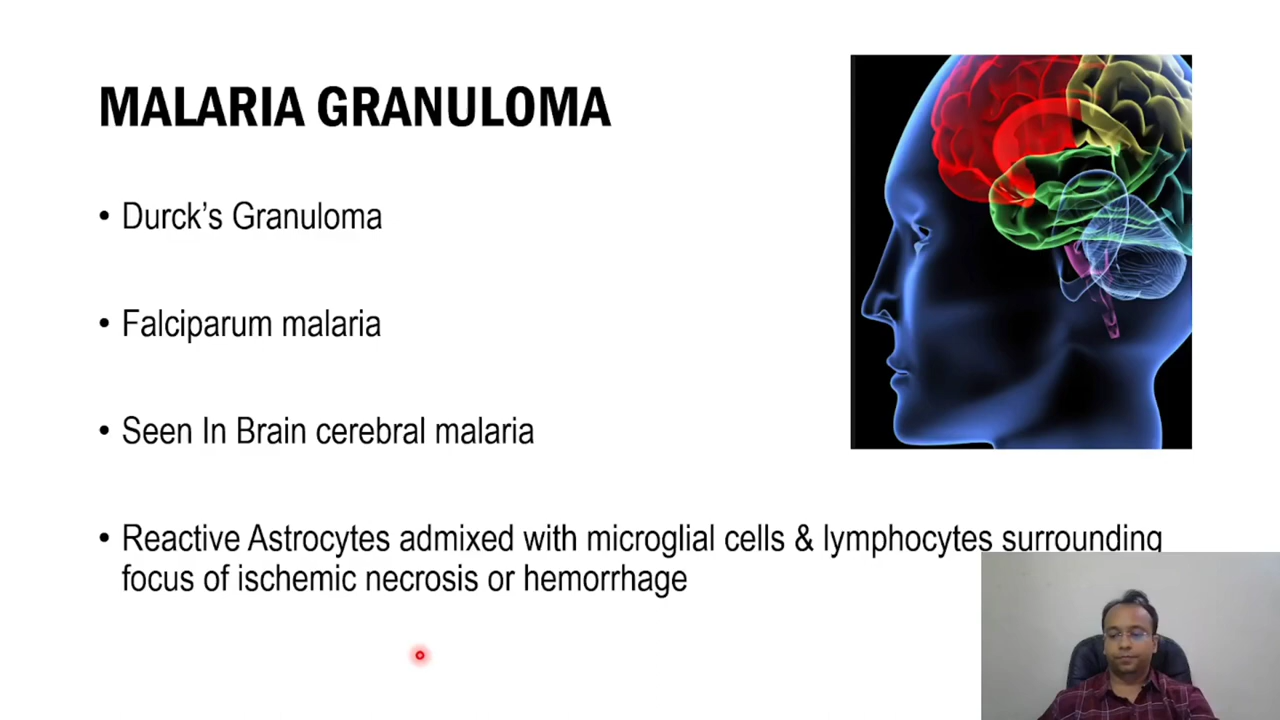 MALARIA GRANULOMA
• Durck's Granuloma
• Falciparum malaria
• Seen In Brain cerebral malaria
• Reactive Astrocytes admixed with microglial cells & lymphocytes surrounding
focus of ischemic necrosis or hemorrhage